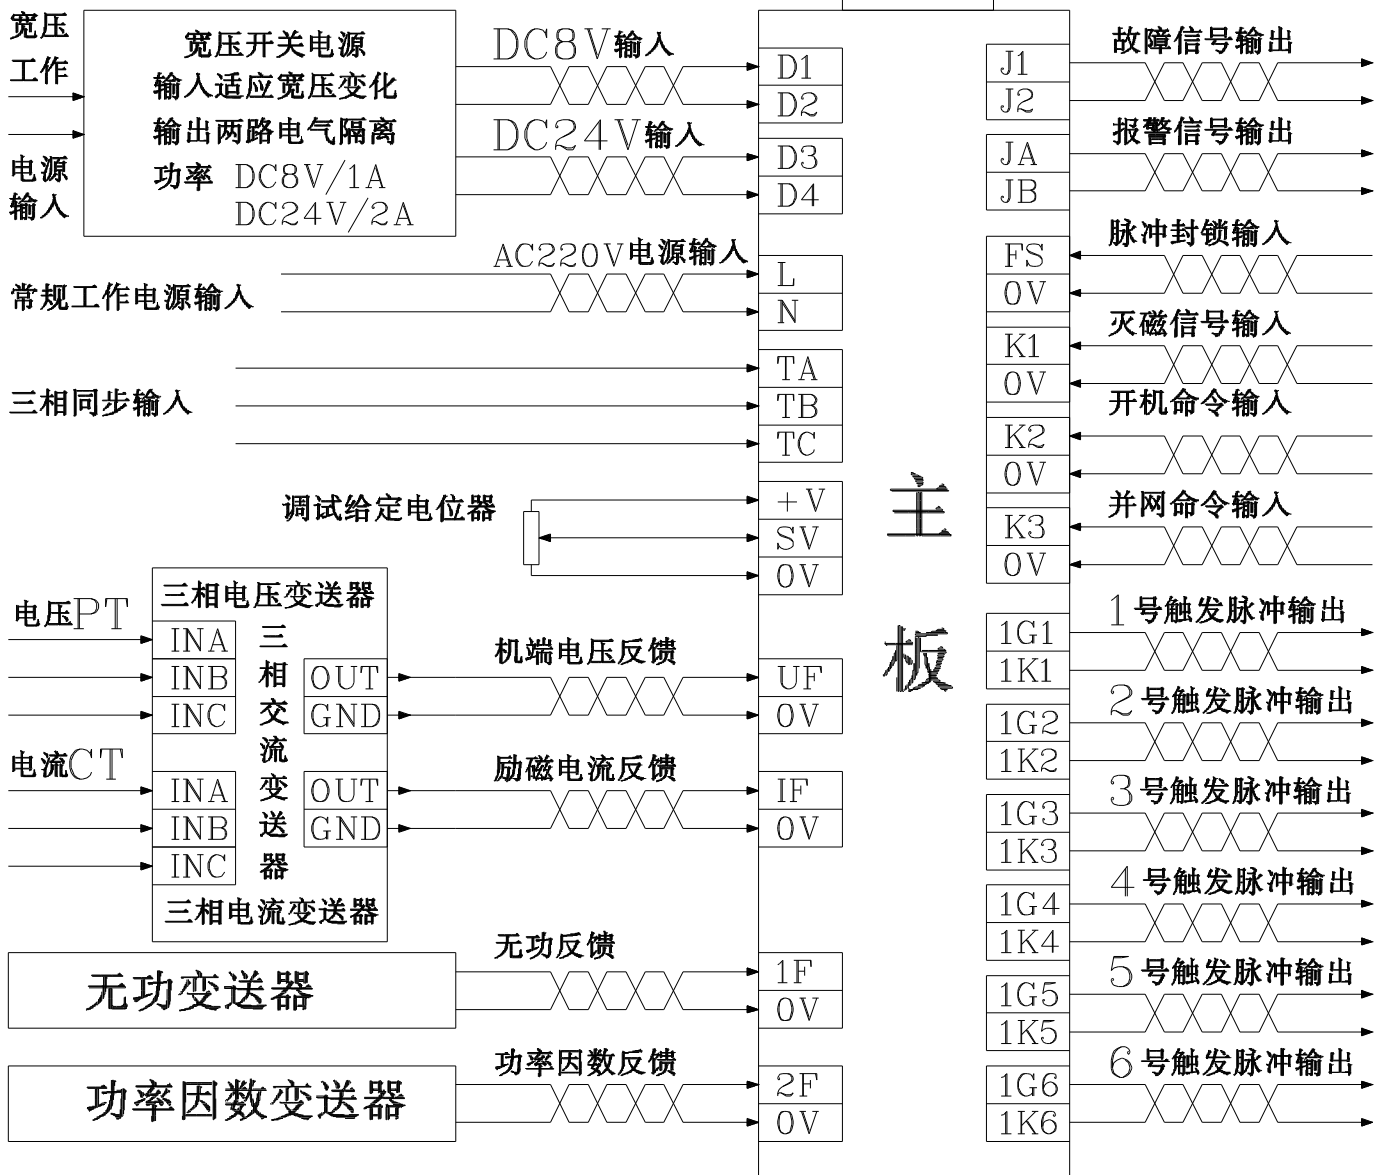 宽压
工作
电源
输入
宽压开关电源
输入适应宽压变化
输出两路电气隔离
功率 DC8V/1A
DC24V/2A
DC8V输入
DC24V输入
D1
D2
D3
D4
常规工作电源输入
AC220V电源输入
L
N
三相同步输入
TA
TB
TC
调试给定电位器
+V
SV
0V
电压PT
电流CT
三相电压变送器
INA
INB
INC
三相交流变送器
OUT
GND
INA
INB
INC
OUT
GND
三相电流变送器
机端电压反馈
UF
0V
励磁电流反馈
IF
0V
无功变送器
无功反馈
1F
0V
功率因数变送器
功率因数反馈
2F
0V
主板
J1
J2
故障信号输出
JA
JB
报警信号输出
FS
0V
脉冲封锁输入
K1
0V
灭磁信号输入
K2
0V
开机命令输入
K3
0V
并网命令输入
1G1
1K1
1号触发脉冲输出
1G2
1K2
2号触发脉冲输出
1G3
1K3
3号触发脉冲输出
1G4
1K4
4号触发脉冲输出
1G5
1K5
5号触发脉冲输出
1G6
1K6
6号触发脉冲输出